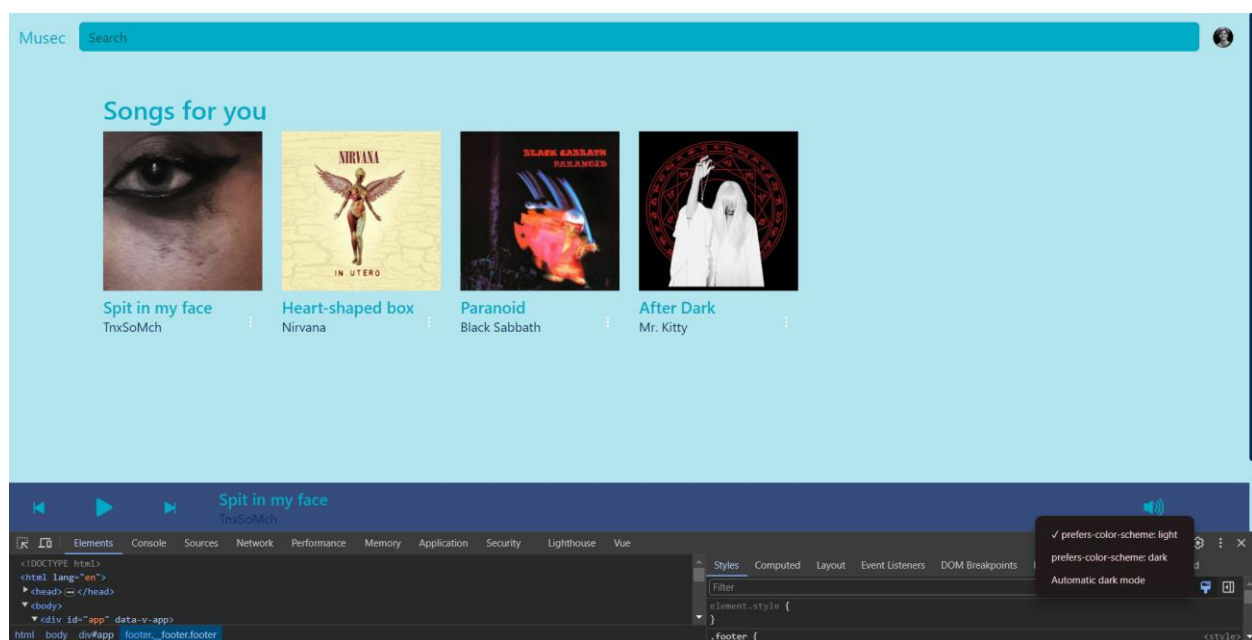 Musec
Search
Songs for you
NIRVANA
IN UTERO
BLACK SABBATH
PARANOID
Spit in my face
TnxSoMch
Heart-shaped box
Nirvana
Paranoid
Black Sabbath
After Dark
Mr. Kitty
Spit in my face
TnxSoMch
Elements Console Sources Network Performance Memory Application Security Lighthouse Vue
✓ prefers-color-scheme: light
prefers-color-scheme: dark
Automatic dark mode
<!DOCTYPE html>
<html lang="en">
<head> </head>
<body>
<div id="app" data-v-app>
html body div#app footer._footer.footer
Styles Computed Layout Event Listeners DOM Breakpoints
Filter
element.style {
}
.footer { <style>